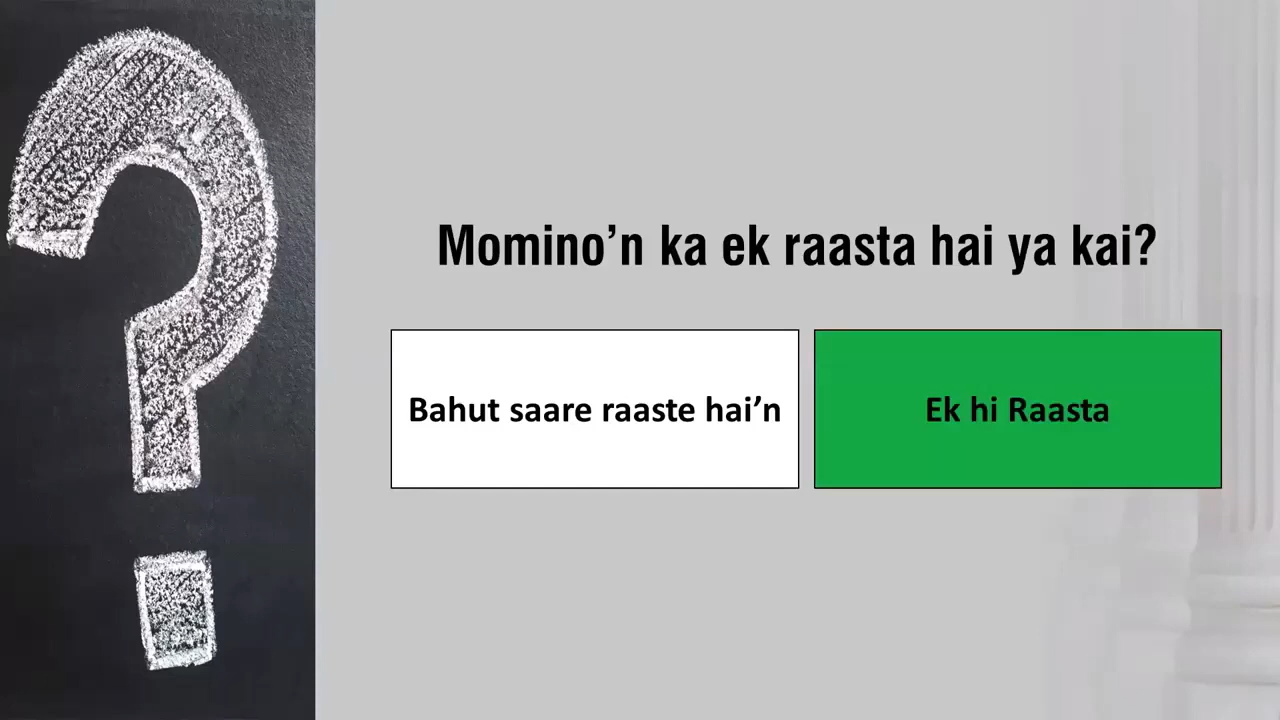 Momino’n ka ek raasta hai ya kai?
Bahut saare raaste hai’n
Ek hi Raasta